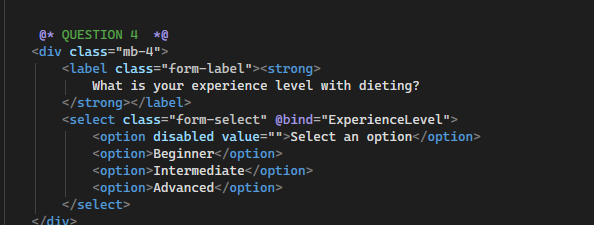 @* QUESTION 4  *@
<div class="mb-4">
    <label class="form-label"><strong>
        What is your experience level with dieting?
    </strong></label>
    <select class="form-select" @bind="ExperienceLevel">
        <option disabled value="">Select an option</option>
        <option>Beginner</option>
        <option>Intermediate</option>
        <option>Advanced</option>
    </select>
</div>